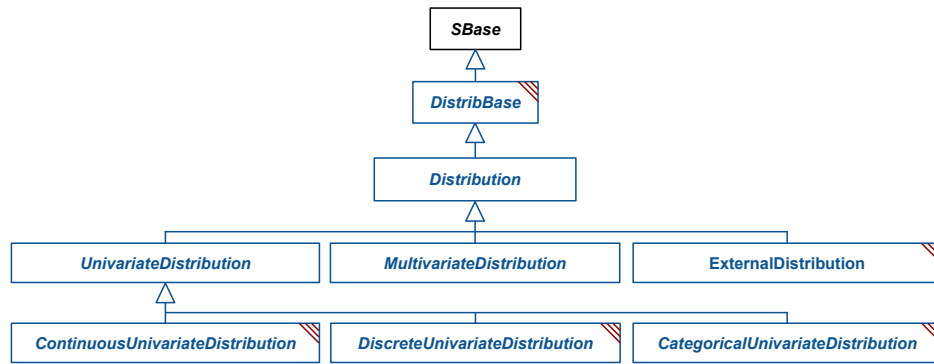 SBase
DistribBase
Distribution
UnivariateDistribution
MultivariateDistribution
ExternalDistribution
ContinuousUnivariateDistribution
DiscreteUnivariateDistribution
CategoricalUnivariateDistribution